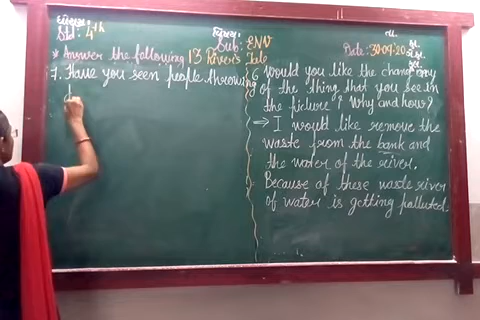 ધોરણ:
Std: 4th
વિષય:
Sub: ENV
તા.
Date: 30-09-20
* Answer the following 13 River's Tale
7. Have you seen people throwing
6 Would you like the change any
of the thing that you see in
the picture? Why and how?
⇒ I would like remove the
waste from the bank and
the water of the river.
Because of these waste river
of water is getting polluted.